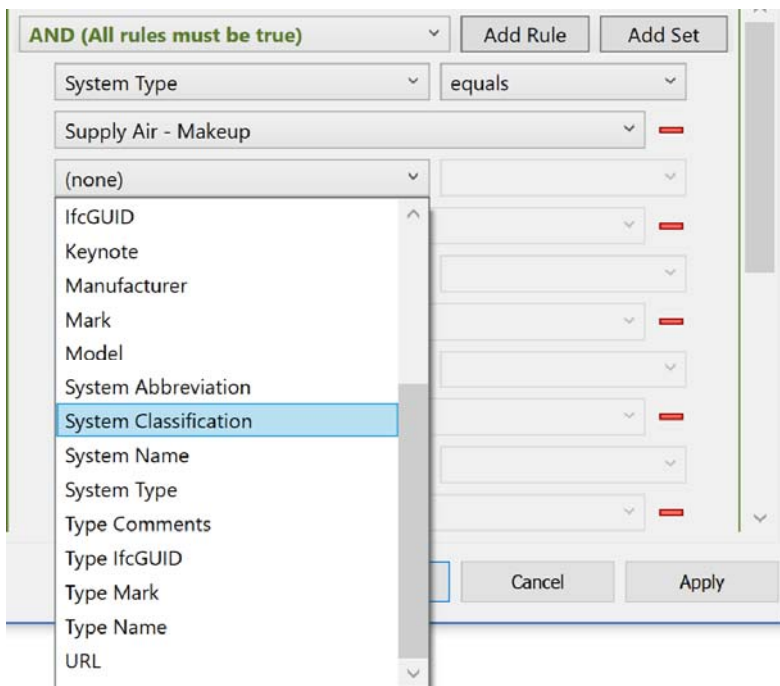 AND (All rules must be true) Add Rule Add Set
System Type equals
Supply Air - Makeup
(none)
IfcGUID
Keynote
Manufacturer
Mark
Model
System Abbreviation
System Classification
System Name
System Type
Type Comments
Type IfcGUID
Type Mark
Cancel Apply
Type Name
URL